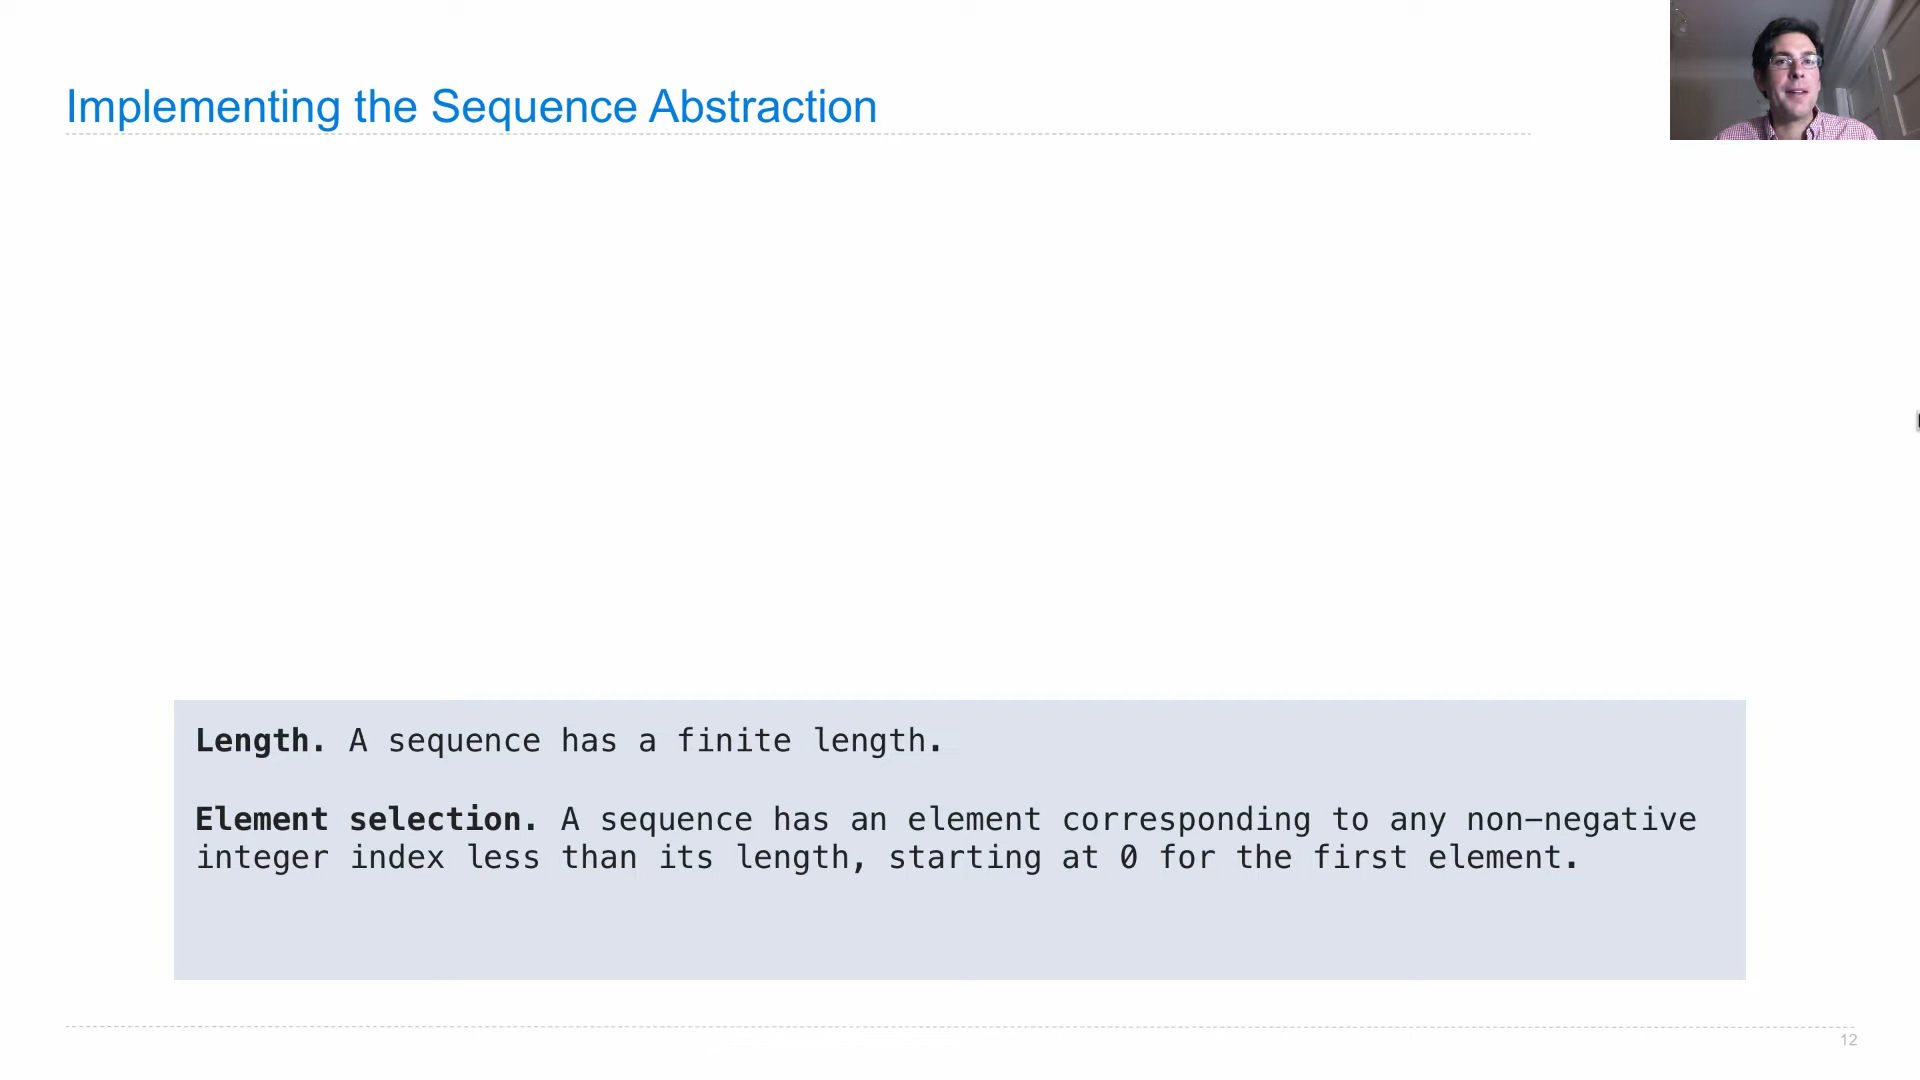 Implementing the Sequence Abstraction
Length. A sequence has a finite length.
Element selection. A sequence has an element corresponding to any non-negative
integer index less than its length, starting at 0 for the first element.
12